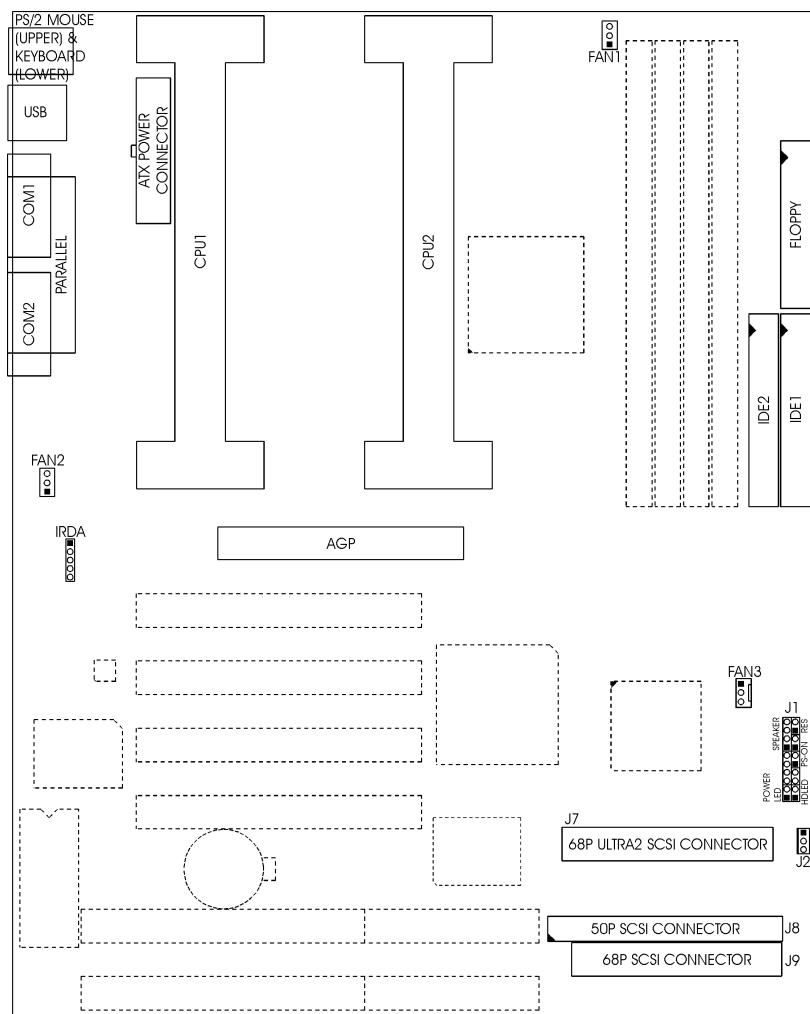 PS/2 MOUSE
(UPPER) &
KEYBOARD
(LOWER)
USB
COM1
PARALLEL
COM2
ATX POWER
CONNECTOR
CPU1
CPU2
FAN1
FLOPPY
IDE2
IDE1
FAN2
IRDA
AGP
FAN3
J1
SPEAKER
RES
PS-ON
POWER
LED
HDLED
J7
68P ULTRA2 SCSI CONNECTOR
J2
50P SCSI CONNECTOR
J8
68P SCSI CONNECTOR
J9